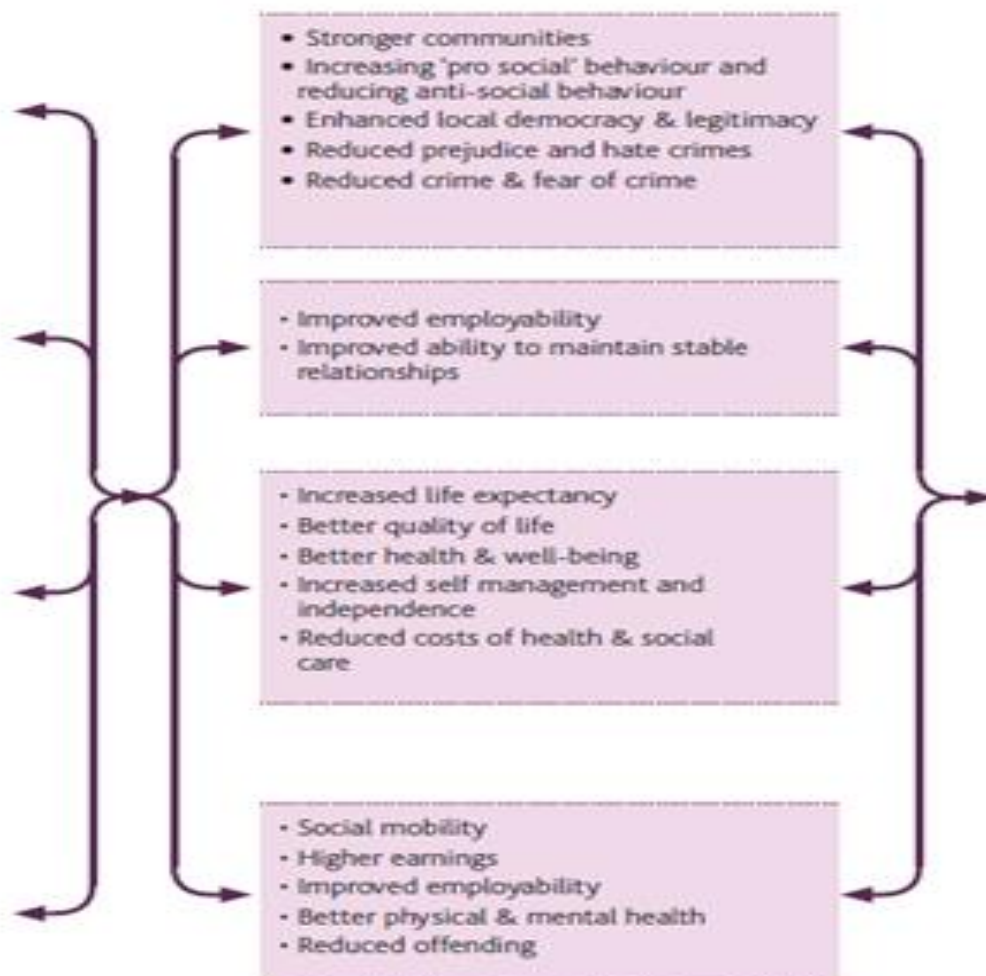 • Stronger communities
• Increasing 'pro social' behaviour and
reducing anti-social behaviour
• Enhanced local democracy & legitimacy
• Reduced prejudice and hate crimes
• Reduced crime & fear of crime
• Improved employability
• Improved ability to maintain stable
relationships
• Increased life expectancy
• Better quality of life
• Better health & well-being
• Increased self management and
independence
• Reduced costs of health & social
care
• Social mobility
• Higher earnings
• Improved employability
• Better physical & mental health
• Reduced offending